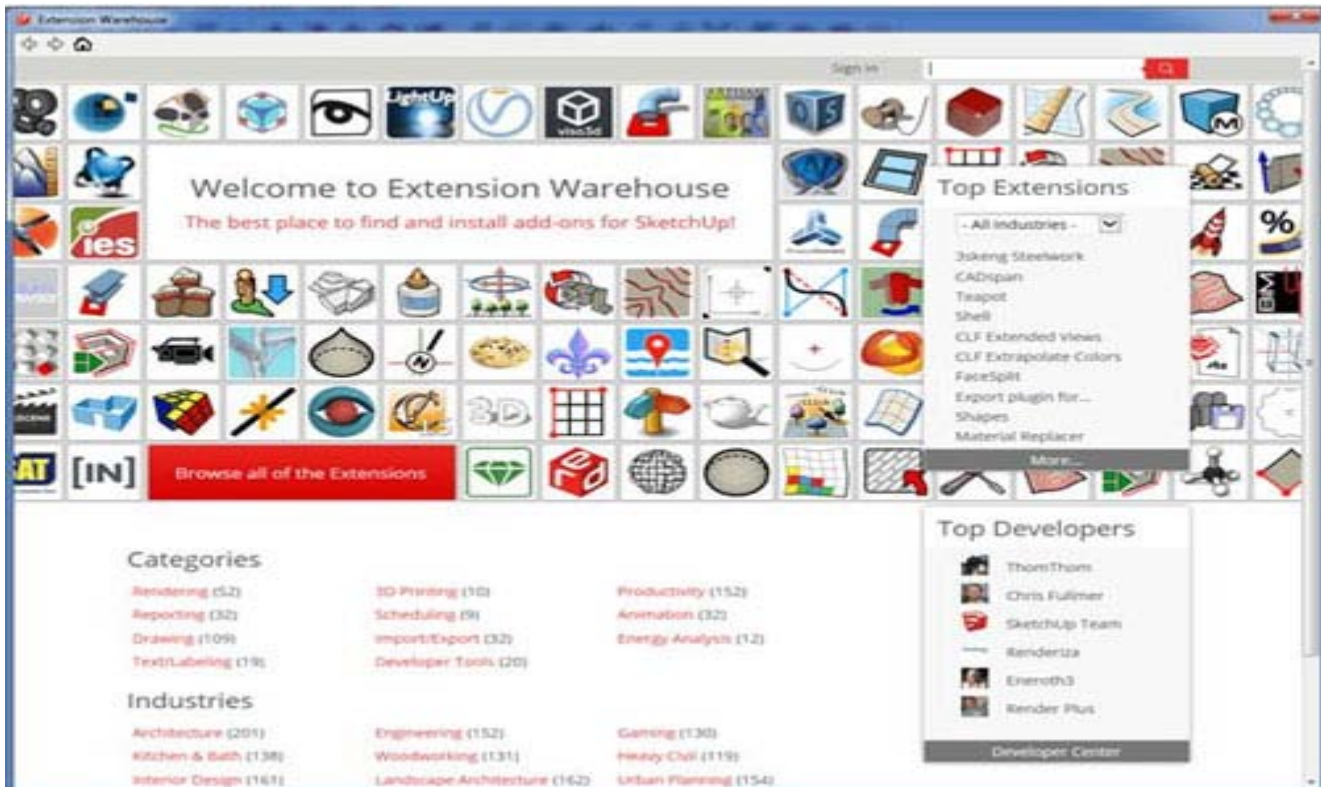 Extension Warehouse
Sign in
LightUp
viso3d
Welcome to Extension Warehouse
The best place to find and install add-ons for SketchUp!
ies
3D
[IN]
Browse all of the Extensions
Top Extensions
- All Industries -
3skeng Steelwork
CADspan
Teapot
Shell
CLF Extended Views
CLF Extrapolate Colors
FaceSplit
Export plugin for...
Shapes
Material Replacer
More...
Top Developers
ThomThom
Chris Fullmer
SketchUp Team
Renderiza
Eneroth3
Render Plus
Developer Center
Categories
Rendering (52) 3D Printing (10) Productivity (152)
Reporting (32) Scheduling (9) Animation (32)
Drawing (109) Import/Export (32) Energy Analysis (12)
Text/Labeling (19) Developer Tools (20)
Industries
Architecture (201) Engineering (152) Gaming (130)
Kitchen & Bath (138) Woodworking (131) Heavy Civil (119)
Interior Design (161) Landscape Architecture (162) Urban Planning (154)